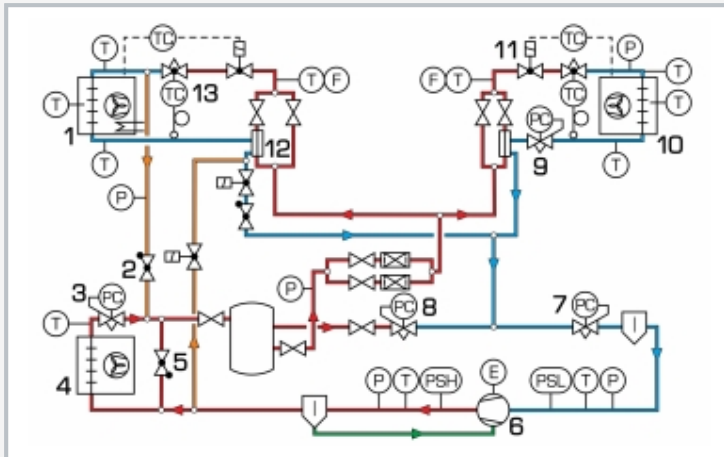 T TC 11 TC P
T F F T T
13 TC TC
T PC T
1 12 9 10
T T
P
2
P
3 PC PC 8 7 PC
T I
5 E
4 P T PSH PSL T P
I 6